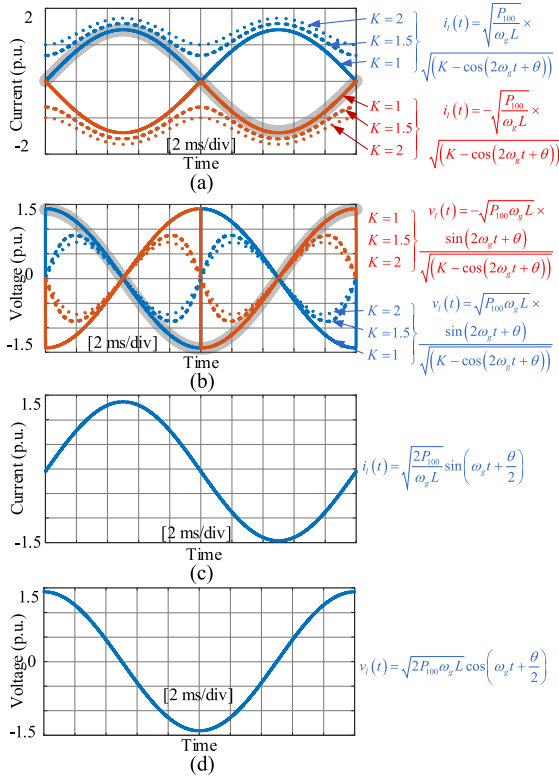 2
Current (p.u.)
-2
[2 ms/div]
Time
(a)
K = 2
K = 1.5
K = 1
i_l(t) = √(P_100/(ω_g L)) ×
√((K − cos(2ω_g t + θ))
K = 1
K = 1.5
K = 2
i_l(t) = −√(P_100/(ω_g L)) ×
√((K − cos(2ω_g t + θ))
1.5
Voltage (p.u.)
0
-1.5
[2 ms/div]
Time
(b)
K = 1
K = 1.5
K = 2
v_l(t) = −√(P_100 ω_g L) ×
sin(2ω_g t + θ)
√((K − cos(2ω_g t + θ))
K = 2
K = 1.5
K = 1
v_l(t) = √(P_100 ω_g L) ×
sin(2ω_g t + θ)
√((K − cos(2ω_g t + θ))
1.5
Current (p.u.)
0
-1.5
[2 ms/div]
Time
(c)
i_l(t) = √(2P_100/(ω_g L)) sin(ω_g t + θ/2)
1.5
Voltage (p.u.)
0
-1.5
[2 ms/div]
Time
(d)
v_l(t) = √(2P_100 ω_g L) cos(ω_g t + θ/2)